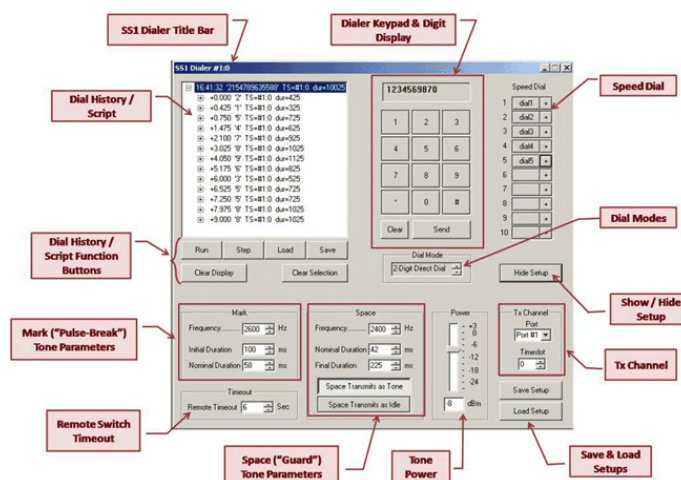 SS1 Dialer Title Bar
Dialer Keypad & Digit
Display
SS1 Dialer #1:0
Dial History /
Script
16:41:32 '2154789635588' TS=#1:0 dur=10025
+0.000 '2' TS=#1:0 dur=425
+0.425 '1' TS=#1:0 dur=325
+0.750 '5' TS=#1:0 dur=725
+1.475 '4' TS=#1:0 dur=625
+2.100 '7' TS=#1:0 dur=925
+3.025 '8' TS=#1:0 dur=1025
+4.050 '9' TS=#1:0 dur=1125
+5.175 '6' TS=#1:0 dur=825
+6.000 '3' TS=#1:0 dur=525
+6.525 '5' TS=#1:0 dur=725
+7.250 '5' TS=#1:0 dur=725
+7.975 '8' TS=#1:0 dur=1025
+9.000 '8' TS=#1:0 dur=1025
1234569870
1 2 3
4 5 6
7 8 9
* 0 #
Clear Send
Speed Dial
1 dial1 +
2 dial2 +
3 dial3 +
4 dial4 +
5 dial5 +
6 +
7 +
8 +
9 +
10 +
Speed Dial
Dial History /
Script Function
Buttons
Run Step Load Save
Clear Display Clear Selection
Dial Mode
2-Digit Direct Dial
Dial Modes
Hide Setup
Show / Hide
Setup
Mark ("Pulse-Break")
Tone Parameters
Mark
Frequency.......... 2600 Hz
Initial Duration 100 ms
Nominal Duration 58 ms
Space
Frequency.......... 2400 Hz
Nominal Duration 42 ms
Final Duration 225 ms
Space Transmits as Tone
Space Transmits as Idle
Power
+3
0
-6
-12
-18
-24
-8 dBm
Tx Channel
Port
Port #1
Timeslot
0
Tx Channel
Timeout
Remote Timeout 6 Sec
Remote Switch
Timeout
Save Setup
Load Setup
Space ("Guard")
Tone Parameters
Tone
Power
Save & Load
Setups